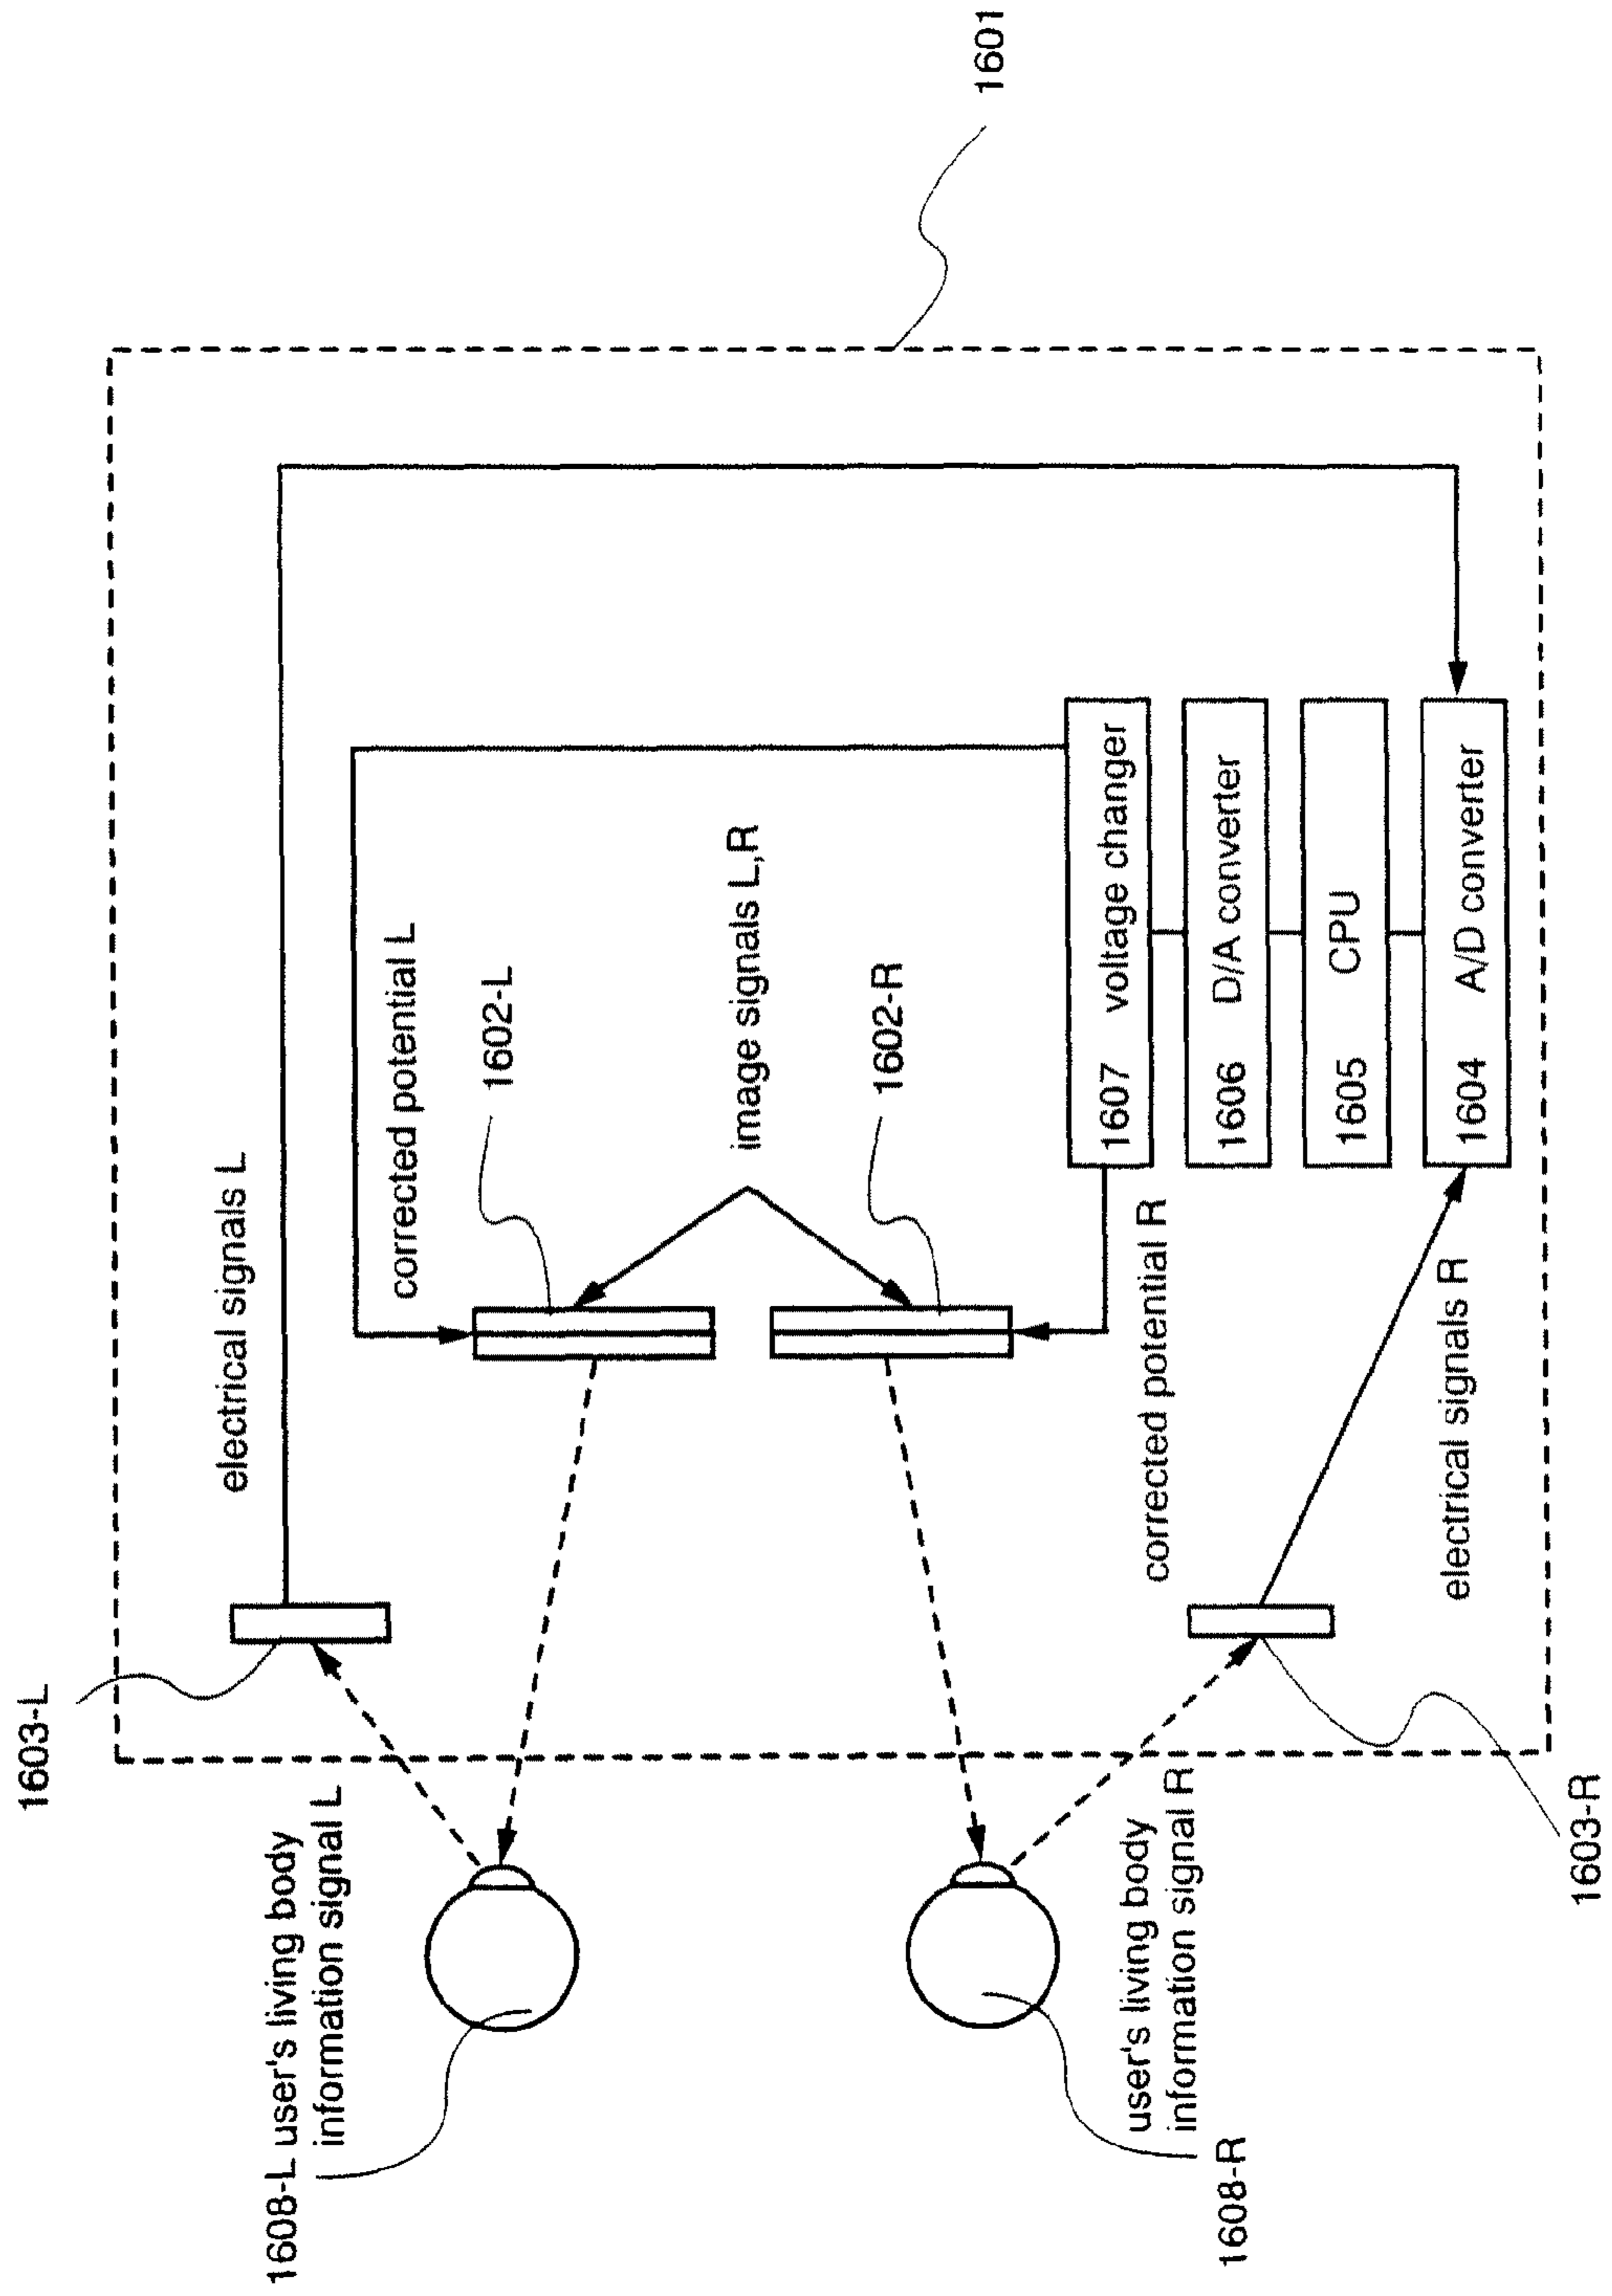 1608-L user's living body
information signal L
1603-L
electrical signals L
corrected potential L
1602-L
image signals L,R
1602-R
1601
1607 voltage changer
1606 D/A converter
1605 CPU
1604 A/D converter
corrected potential R
electrical signals R
user's living body
information signal R
1608-R
1603-R